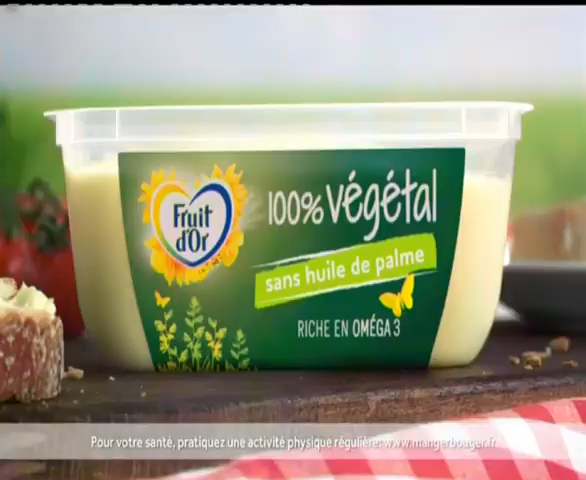 Fruit
d'Or
100% végétal
sans huile de palme
RICHE EN OMÉGA 3
Pour votre santé, pratiquez une activité physique régulière. www.mangerbouger.fr